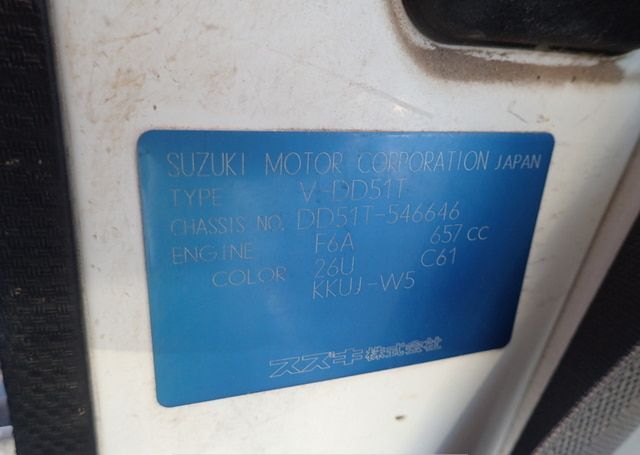 SUZUKI MOTOR CORPORATION JAPAN
TYPE V-DD51T
CHASSIS NO. DD51T-546646
ENGINE F6A 657 CC
COLOR 26U C61
KKUJ-W5
スズキ株式会社